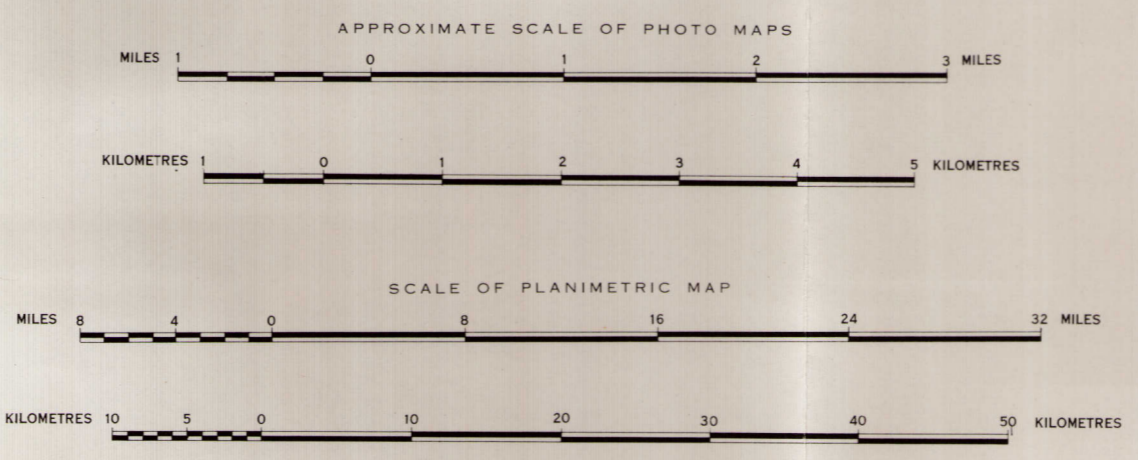 APPROXIMATE SCALE OF PHOTO MAPS
MILES 1 0 1 2 3 MILES
KILOMETRES 1 0 1 2 3 4 5 KILOMETRES
SCALE OF PLANIMETRIC MAP
MILES 8 4 0 8 16 24 32 MILES
KILOMETRES 10 5 0 10 20 30 40 50 KILOMETRES